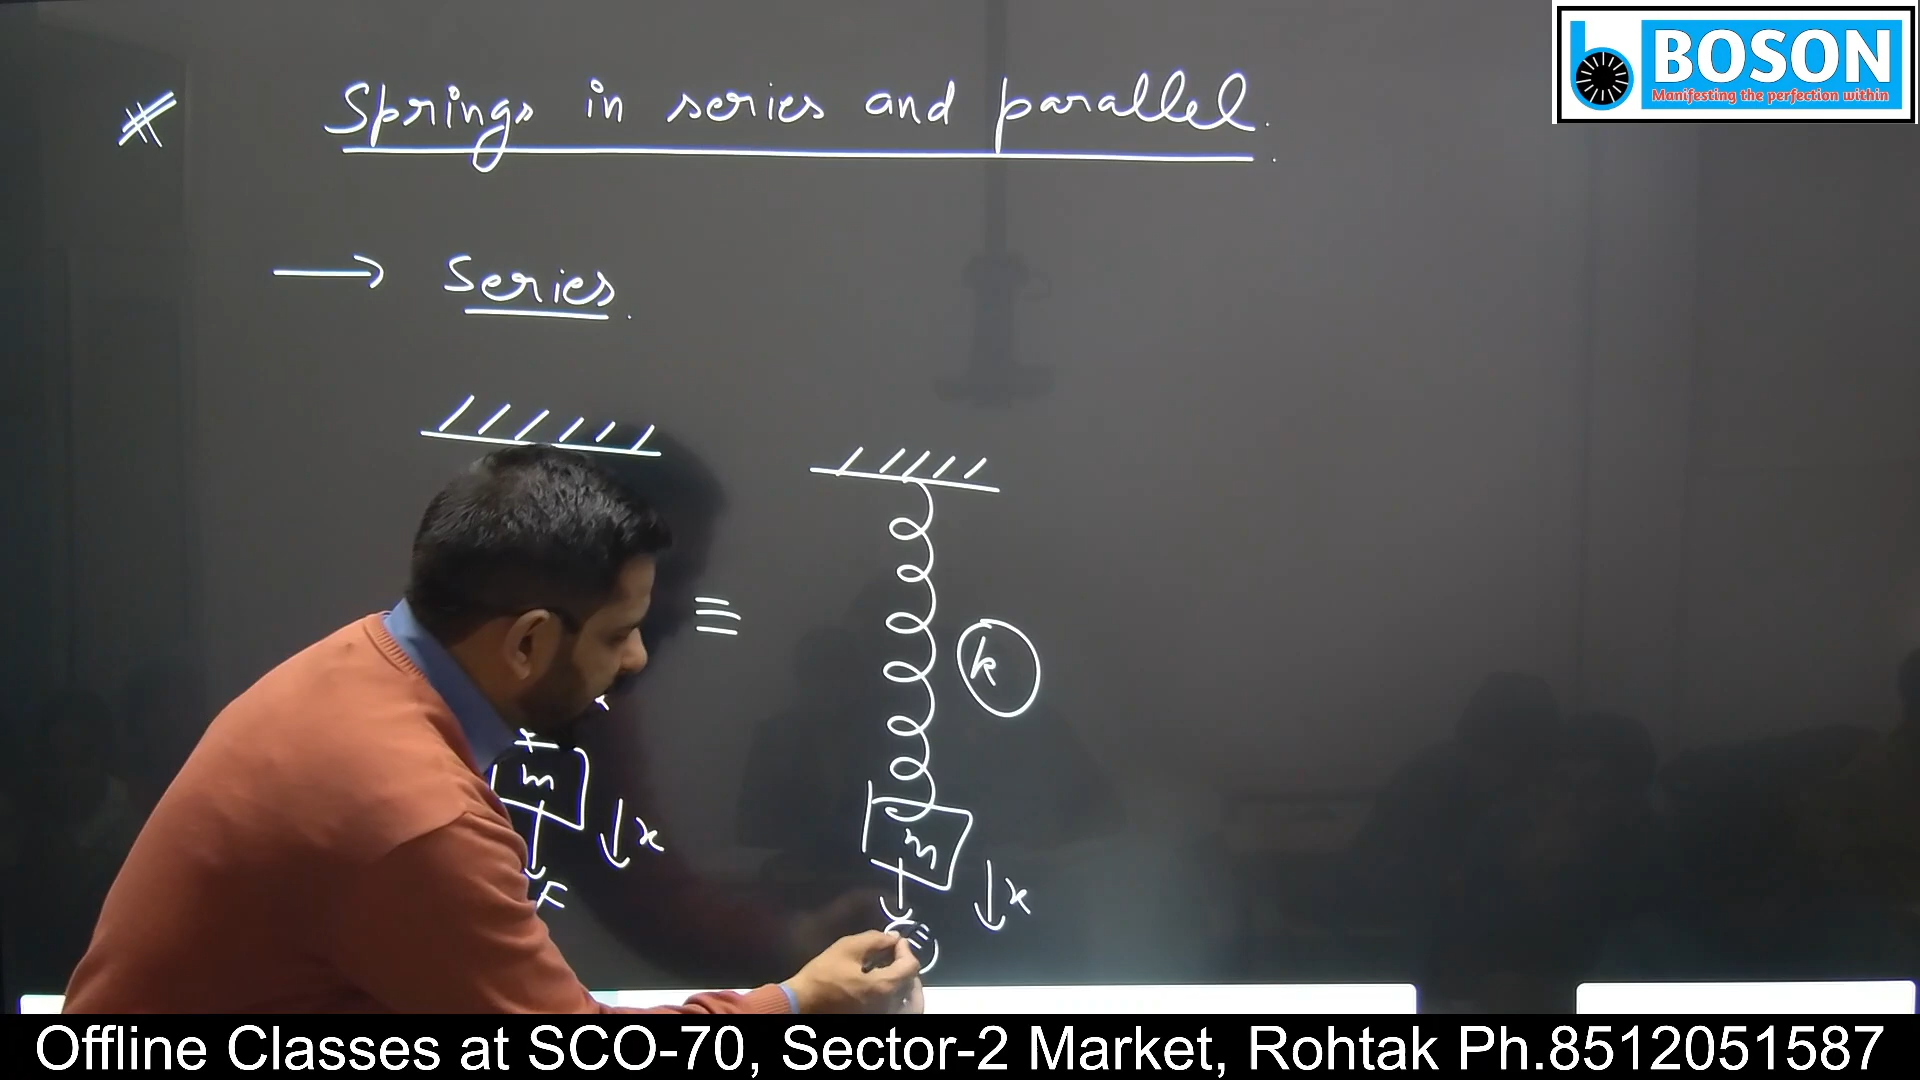 BOSON
Manifesting the perfection within
Springs in series and parallel.
→ Series.
≡
k
m
x
F
m
x
Offline Classes at SCO-70, Sector-2 Market, Rohtak Ph.8512051587